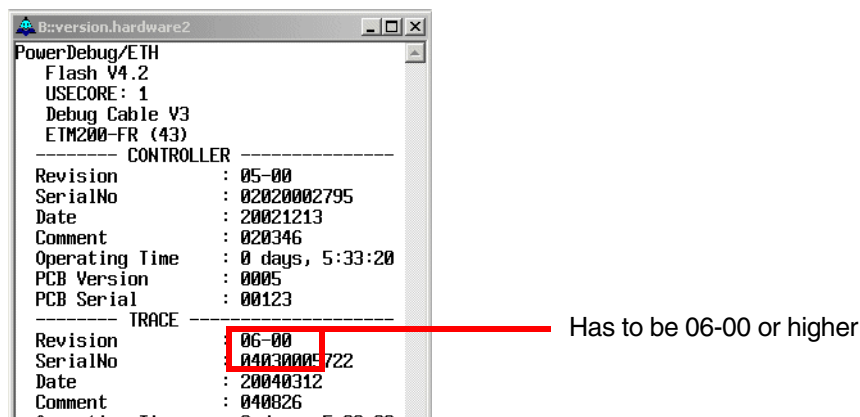 B::version.hardware2
PowerDebug/ETH
Flash V4.2
USECORE: 1
Debug Cable V3
ETM200-FR (43)
-------- CONTROLLER ---------------
Revision : 05-00
SerialNo : 02020002795
Date : 20021213
Comment : 020346
Operating Time : 0 days, 5:33:20
PCB Version : 0005
PCB Serial : 00123
-------- TRACE --------------------
Revision : 06-00
Has to be 06-00 or higher
SerialNo : 04030005722
Date : 20040312
Comment : 040826